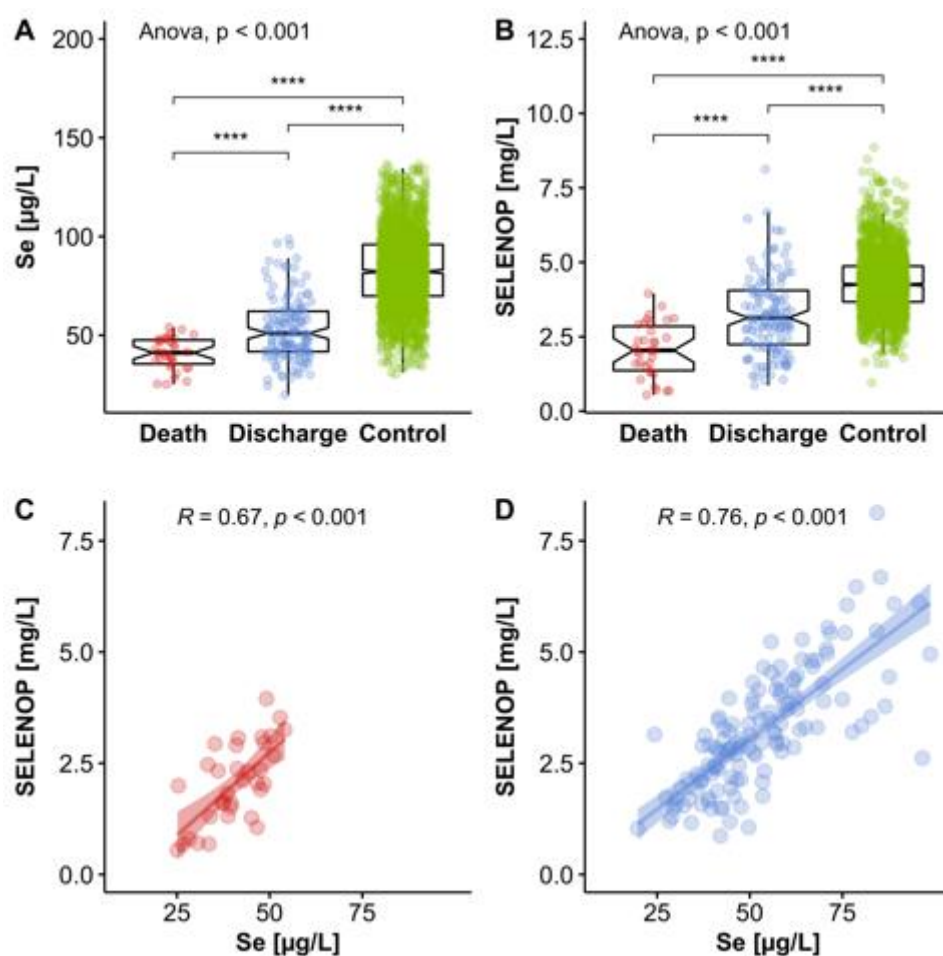 A
Anova, p < 0.001
Se [µg/L]
200
150
100
50
****
****
****
Death Discharge Control
B
Anova, p < 0.001
SELENOP [mg/L]
12.5
10.0
7.5
5.0
2.5
0.0
****
****
****
Death Discharge Control
C
R = 0.67, p < 0.001
SELENOP [mg/L]
7.5
5.0
2.5
0.0
25 50 75
Se [µg/L]
D
R = 0.76, p < 0.001
SELENOP [mg/L]
7.5
5.0
2.5
0.0
25 50 75
Se [µg/L]